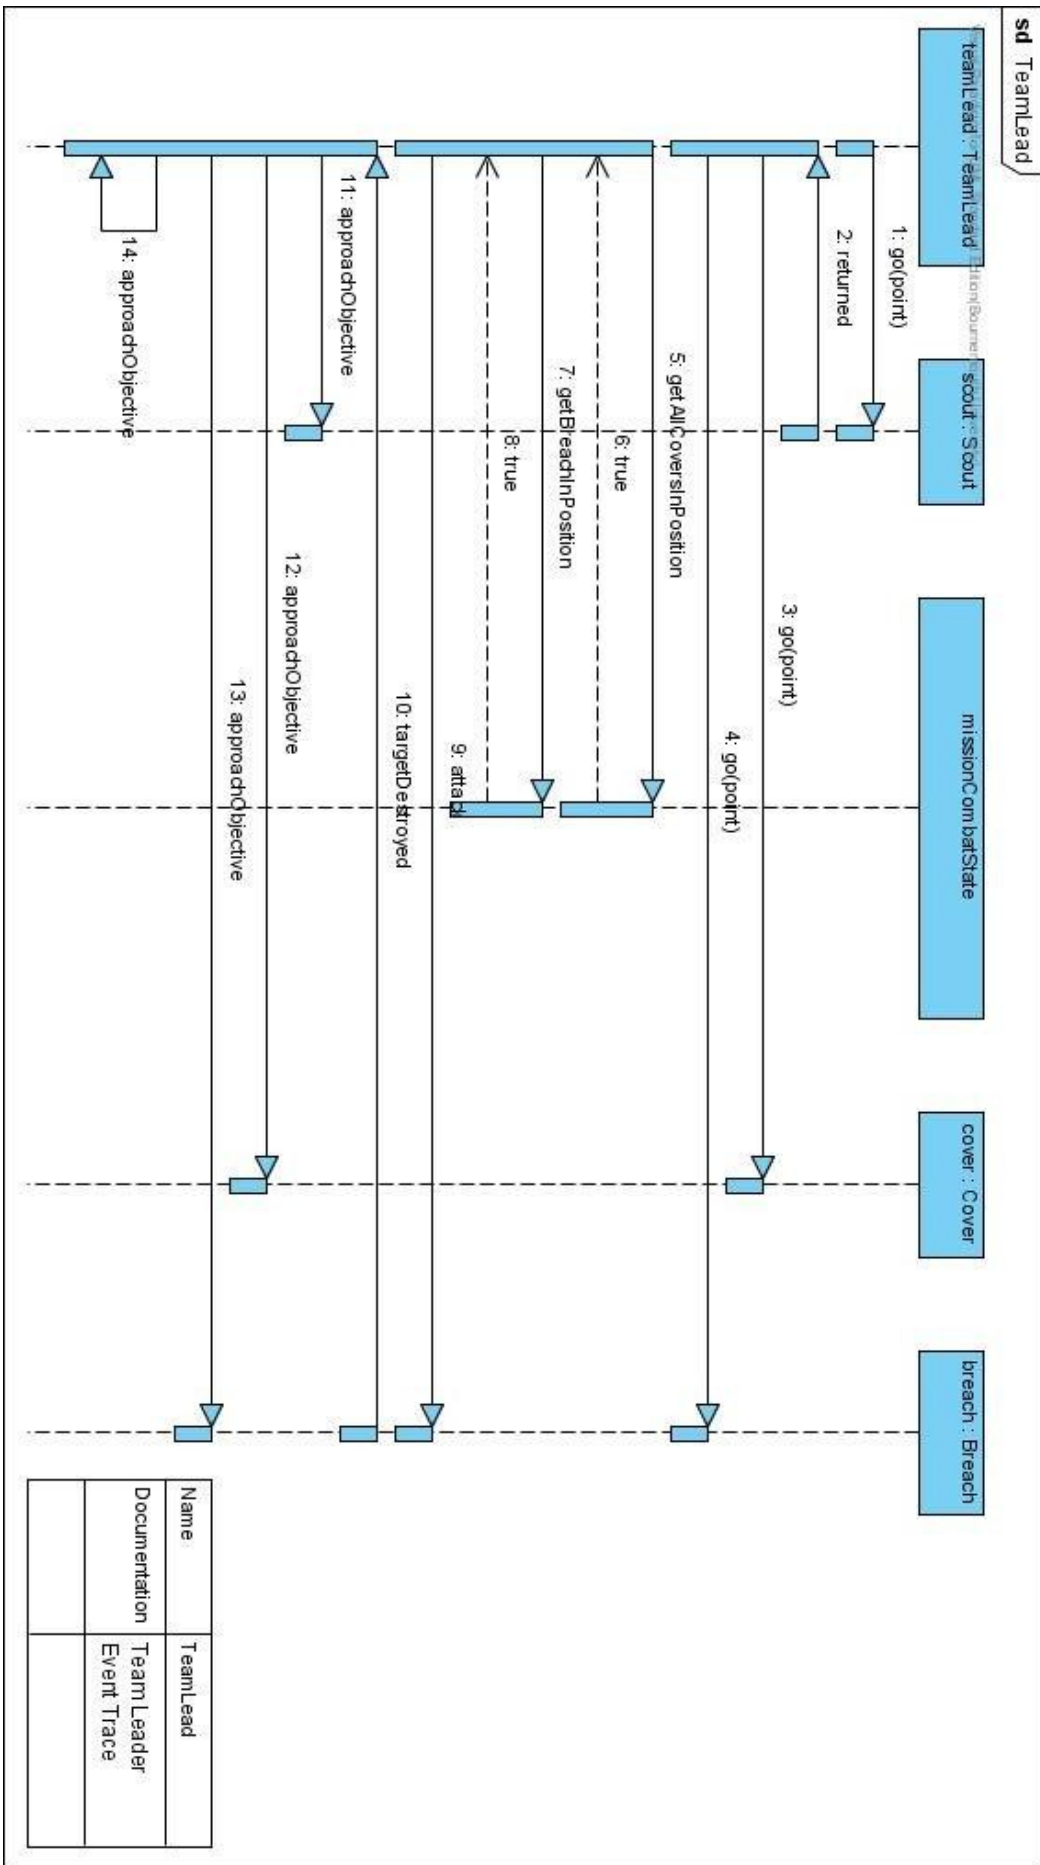 sd TeamLead
teamLead : TeamLead
scout : Scout
missionCombatState
cover : Cover
breach : Breach
1: go(point)
2: returned
3: go(point)
4: go(point)
5: getAllCoversInPosition
6: true
7: getBreachInPosition
8: true
9: attack
10: targetDestroyed
11: approachObjective
12: approachObjective
13: approachObjective
14: approachObjective
Name TeamLead
Documentation Team Leader
Event Trace